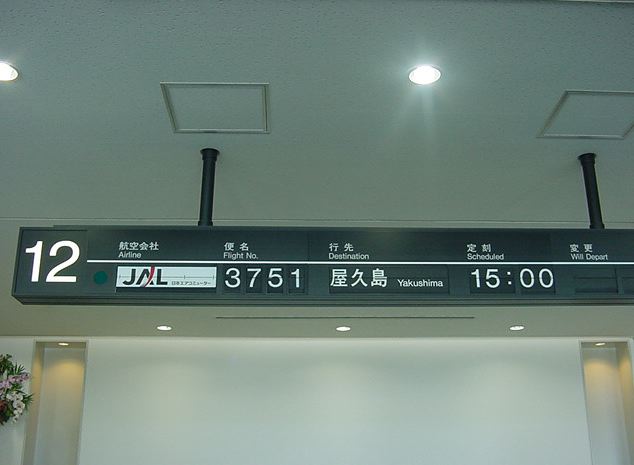 12
航空会社 便名 行先 定刻 変更
Airline Flight No. Destination Scheduled Will Depart
JAL 日本エアコミューター 3751 屋久島 Yakushima 15:00